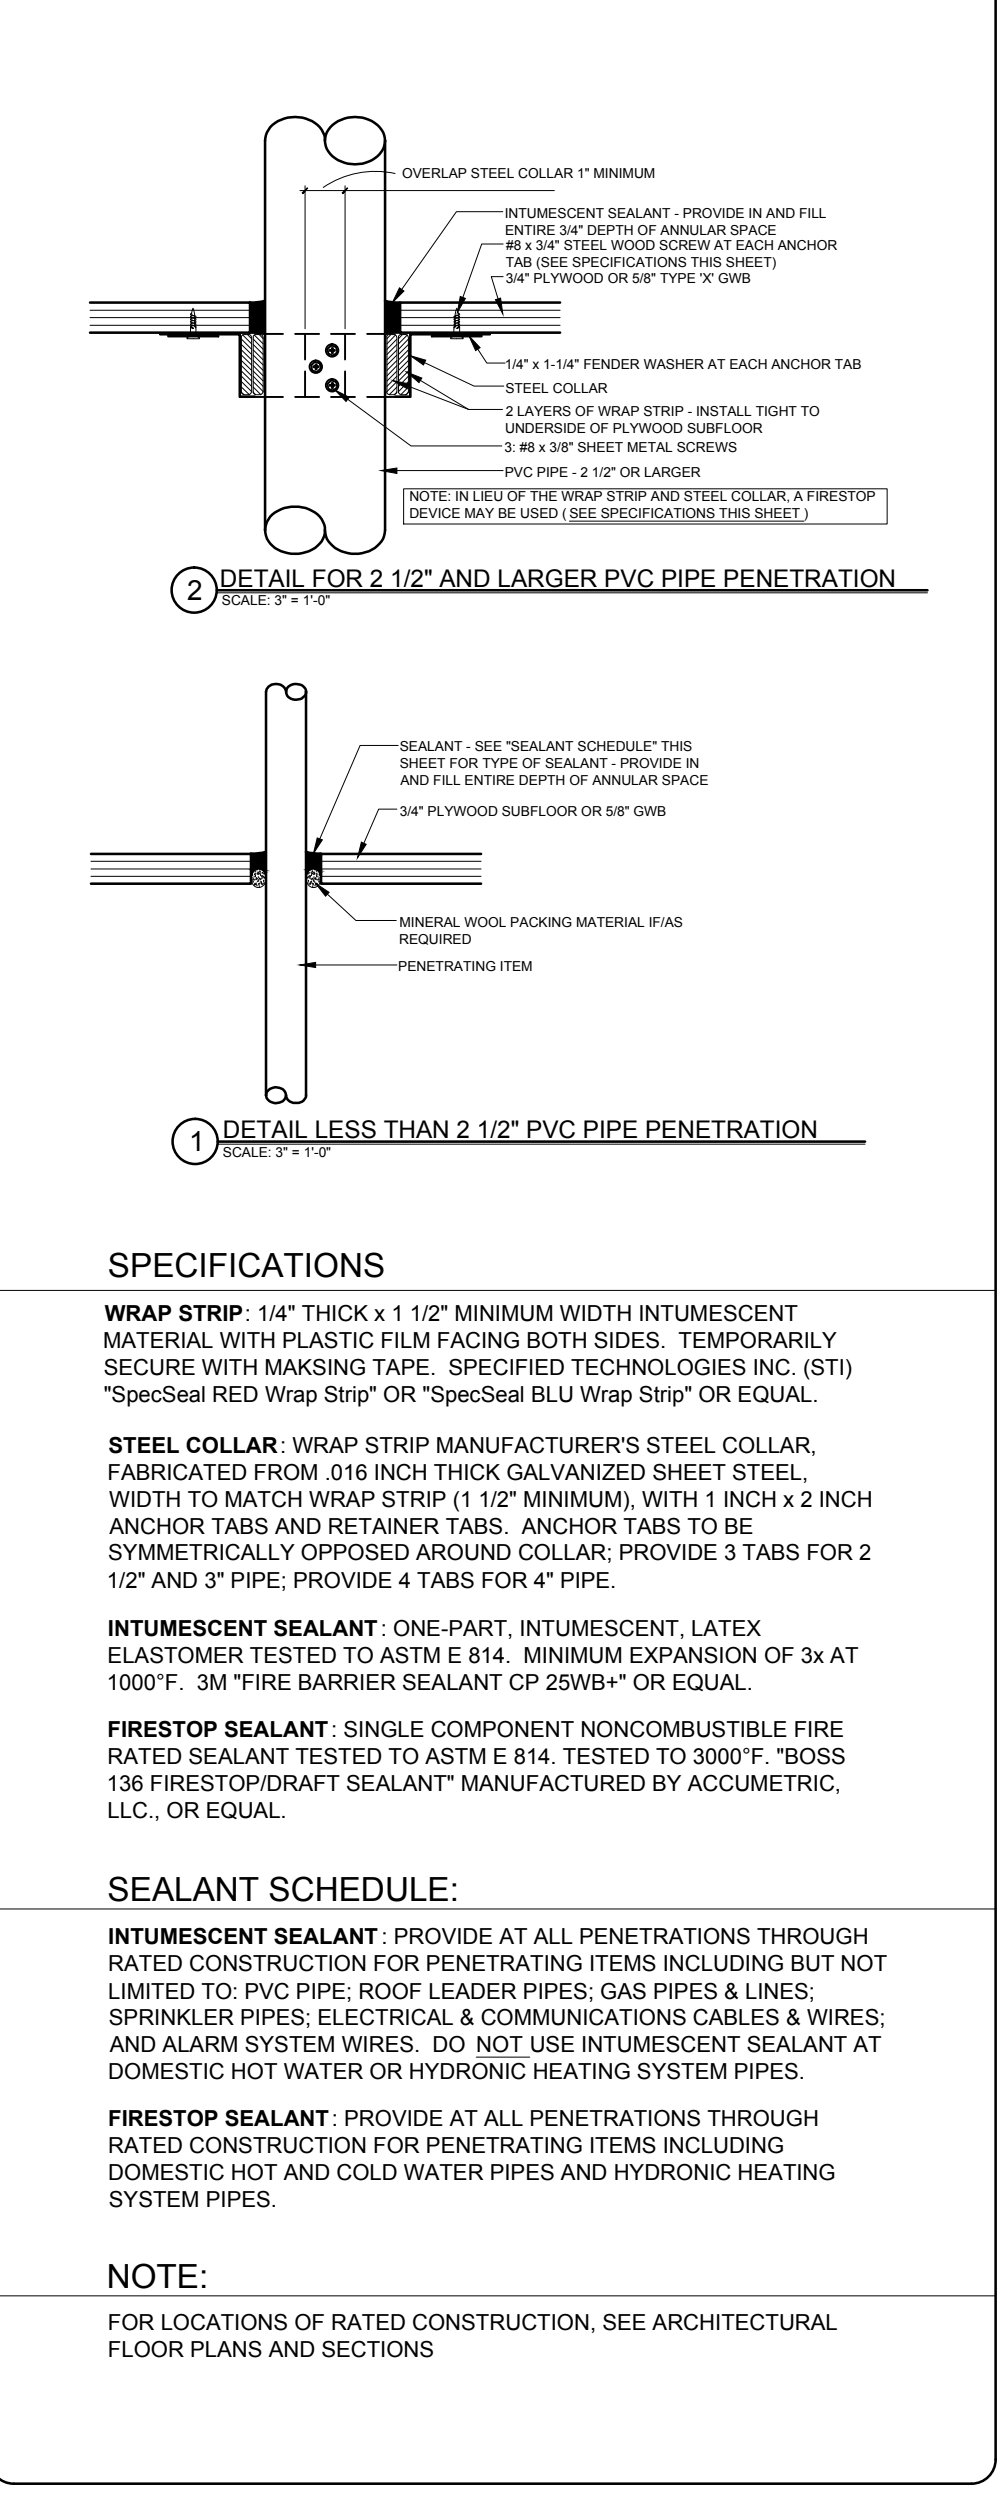 OVERLAP STEEL COLLAR 1" MINIMUM
INTUMESCENT SEALANT - PROVIDE IN AND FILL
ENTIRE 3/4" DEPTH OF ANNULAR SPACE
#8 x 3/4" STEEL WOOD SCREW AT EACH ANCHOR
TAB (SEE SPECIFICATIONS THIS SHEET)
3/4" PLYWOOD OR 5/8" TYPE 'X' GWB
1/4" x 1-1/4" FENDER WASHER AT EACH ANCHOR TAB
STEEL COLLAR
2 LAYERS OF WRAP STRIP - INSTALL TIGHT TO
UNDERSIDE OF PLYWOOD SUBFLOOR
3: #8 x 3/8" SHEET METAL SCREWS
PVC PIPE - 2 1/2" OR LARGER
NOTE: IN LIEU OF THE WRAP STRIP AND STEEL COLLAR, A FIRESTOP
DEVICE MAY BE USED ( SEE SPECIFICATIONS THIS SHEET )
2 DETAIL FOR 2 1/2" AND LARGER PVC PIPE PENETRATION
SCALE: 3" = 1'-0"
SEALANT - SEE "SEALANT SCHEDULE" THIS
SHEET FOR TYPE OF SEALANT - PROVIDE IN
AND FILL ENTIRE DEPTH OF ANNULAR SPACE
3/4" PLYWOOD SUBFLOOR OR 5/8" GWB
MINERAL WOOL PACKING MATERIAL IF/AS
REQUIRED
PENETRATING ITEM
1 DETAIL LESS THAN 2 1/2" PVC PIPE PENETRATION
SCALE: 3" = 1'-0"
SPECIFICATIONS
WRAP STRIP: 1/4" THICK x 1 1/2" MINIMUM WIDTH INTUMESCENT
MATERIAL WITH PLASTIC FILM FACING BOTH SIDES. TEMPORARILY
SECURE WITH MAKSING TAPE. SPECIFIED TECHNOLOGIES INC. (STI)
"SpecSeal RED Wrap Strip" OR "SpecSeal BLU Wrap Strip" OR EQUAL.
STEEL COLLAR: WRAP STRIP MANUFACTURER'S STEEL COLLAR,
FABRICATED FROM .016 INCH THICK GALVANIZED SHEET STEEL,
WIDTH TO MATCH WRAP STRIP (1 1/2" MINIMUM), WITH 1 INCH x 2 INCH
ANCHOR TABS AND RETAINER TABS. ANCHOR TABS TO BE
SYMMETRICALLY OPPOSED AROUND COLLAR; PROVIDE 3 TABS FOR 2
1/2" AND 3" PIPE; PROVIDE 4 TABS FOR 4" PIPE.
INTUMESCENT SEALANT: ONE-PART, INTUMESCENT, LATEX
ELASTOMER TESTED TO ASTM E 814. MINIMUM EXPANSION OF 3x AT
1000°F. 3M "FIRE BARRIER SEALANT CP 25WB+" OR EQUAL.
FIRESTOP SEALANT: SINGLE COMPONENT NONCOMBUSTIBLE FIRE
RATED SEALANT TESTED TO ASTM E 814. TESTED TO 3000°F. "BOSS
136 FIRESTOP/DRAFT SEALANT" MANUFACTURED BY ACCUMETRIC,
LLC., OR EQUAL.
SEALANT SCHEDULE:
INTUMESCENT SEALANT: PROVIDE AT ALL PENETRATIONS THROUGH
RATED CONSTRUCTION FOR PENETRATING ITEMS INCLUDING BUT NOT
LIMITED TO: PVC PIPE; ROOF LEADER PIPES; GAS PIPES & LINES;
SPRINKLER PIPES; ELECTRICAL & COMMUNICATIONS CABLES & WIRES;
AND ALARM SYSTEM WIRES. DO NOT USE INTUMESCENT SEALANT AT
DOMESTIC HOT WATER OR HYDRONIC HEATING SYSTEM PIPES.
FIRESTOP SEALANT: PROVIDE AT ALL PENETRATIONS THROUGH
RATED CONSTRUCTION FOR PENETRATING ITEMS INCLUDING
DOMESTIC HOT AND COLD WATER PIPES AND HYDRONIC HEATING
SYSTEM PIPES.
NOTE:
FOR LOCATIONS OF RATED CONSTRUCTION, SEE ARCHITECTURAL
FLOOR PLANS AND SECTIONS